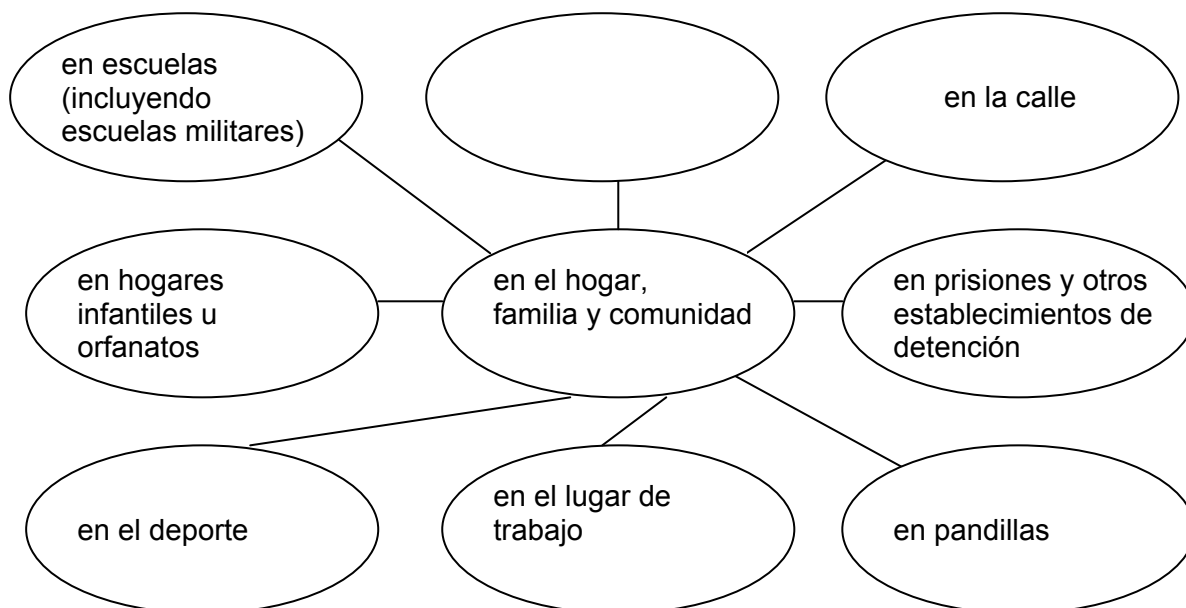 en escuelas
(incluyendo
escuelas militares)
en la calle
en hogares
infantiles u
orfanatos
en el hogar,
familia y comunidad
en prisiones y otros
establecimientos de
detención
en el deporte
en el lugar de
trabajo
en pandillas